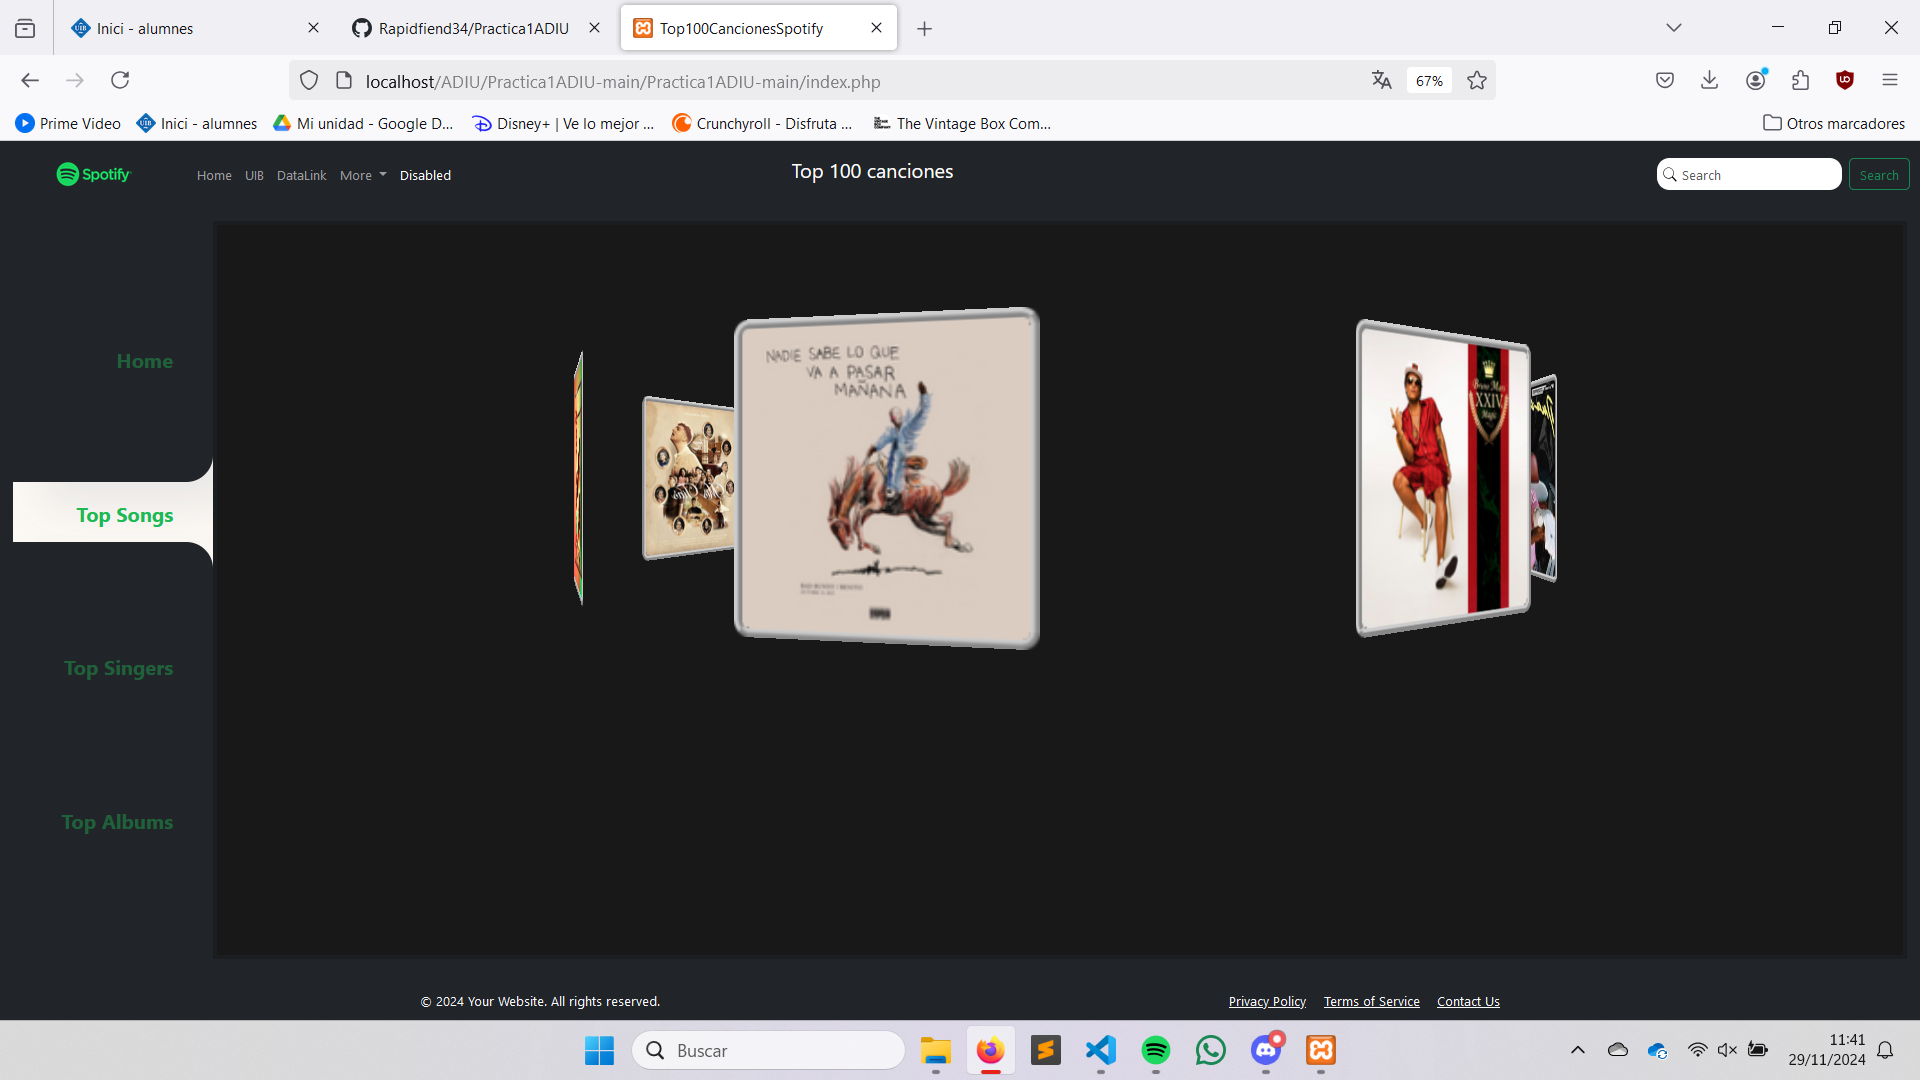 Inici - alumnes
Rapidfiend34/Practica1ADIU
Top100CancionesSpotify
localhost/ADIU/Practica1ADIU-main/Practica1ADIU-main/index.php
67%
Prime Video
Inici - alumnes
Mi unidad - Google D...
Disney+ | Ve lo mejor ...
Crunchyroll - Disfruta ...
The Vintage Box Com...
Otros marcadores
Spotify
Home
UIB
DataLink
More
Disabled
Top 100 canciones
Search
Search
Home
Top Songs
Top Singers
Top Albums
NADIE SABE LO QUE
VA A PASAR
MAÑANA
Bruno Mars
XXIV
Magic
© 2024 Your Website. All rights reserved.
Privacy Policy
Terms of Service
Contact Us
Buscar
11:41
29/11/2024